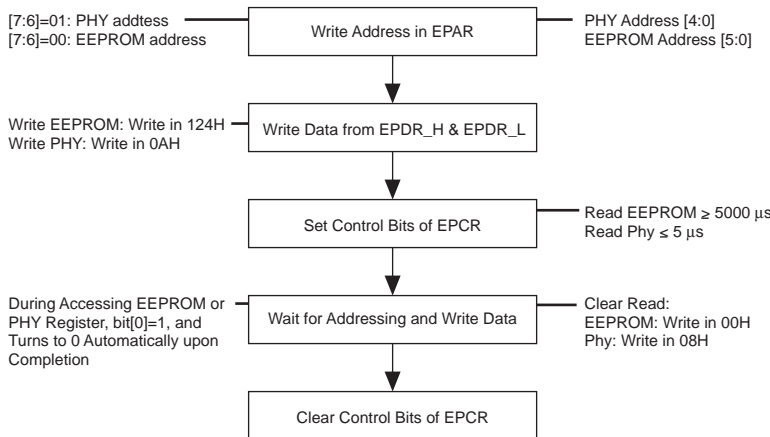 [7:6]=01: PHY addtess
[7:6]=00: EEPROM address
Write Address in EPAR
PHY Address [4:0]
EEPROM Address [5:0]
Write EEPROM: Write in 124H
Write PHY: Write in 0AH
Write Data from EPDR_H & EPDR_L
Set Control Bits of EPCR
Read EEPROM ≥ 5000 μs
Read Phy ≤ 5 μs
During Accessing EEPROM or
PHY Register, bit[0]=1, and
Turns to 0 Automatically upon
Completion
Wait for Addressing and Write Data
Clear Read:
EEPROM: Write in 00H
Phy: Write in 08H
Clear Control Bits of EPCR